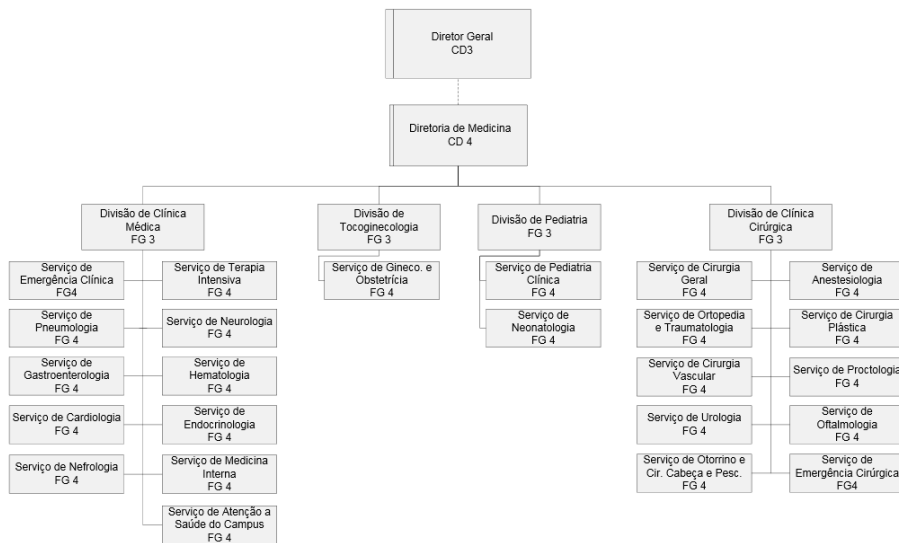 Diretor Geral
CD3
Diretoria de Medicina
CD 4
Divisão de Clínica
Médica
FG 3
Divisão de
Tocoginecologia
FG 3
Divisão de Pediatria
FG 3
Divisão de Clínica
Cirúrgica
FG 3
Serviço de
Emergência Clínica
FG4
Serviço de Terapia
Intensiva
FG 4
Serviço de
Pneumologia
FG 4
Serviço de Neurologia
FG 4
Serviço de
Gastroenterologia
FG 4
Serviço de
Hematologia
FG 4
Serviço de Cardiologia
FG 4
Serviço de
Endocrinologia
FG 4
Serviço de Nefrologia
FG 4
Serviço de Medicina
Interna
FG 4
Serviço de Atenção a
Saúde do Campus
FG 4
Serviço de Gineco. e
Obstetrícia
FG 4
Serviço de Pediatria
Clínica
FG 4
Serviço de
Neonatologia
FG 4
Serviço de Cirurgia
Geral
FG 4
Serviço de
Anestesiologia
FG 4
Serviço de Ortopedia
e Traumatologia
FG 4
Serviço de Cirurgia
Plástica
FG 4
Serviço de Cirurgia
Vascular
FG 4
Serviço de Proctologia
FG 4
Serviço de Urologia
FG 4
Serviço de
Oftalmologia
FG 4
Serviço de Otorrino e
Cir. Cabeça e Pesc.
FG 4
Serviço de
Emergência Cirúrgica
FG4